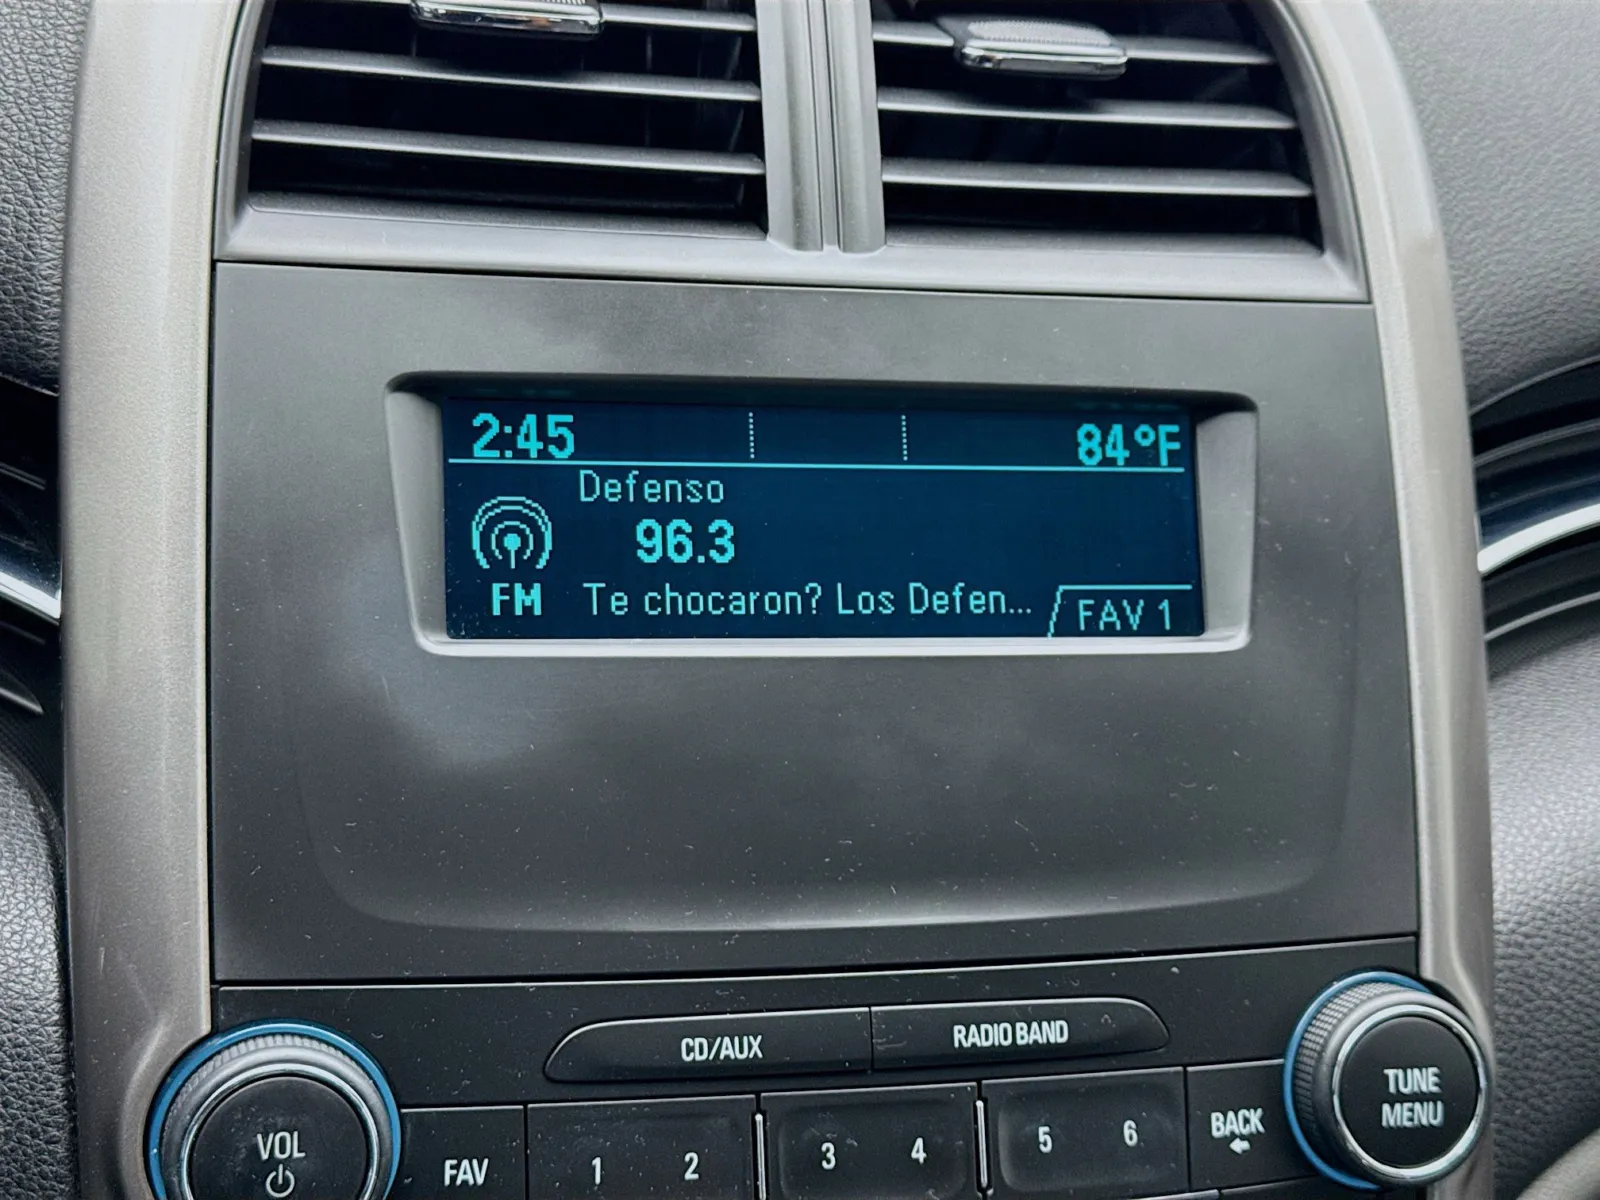 2:45 84°F
Defenso
96.3
FM Te chocaron? Los Defen... FAV 1
CD/AUX RADIO BAND
VOL FAV 1 2 3 4 5 6 BACK TUNE
MENU